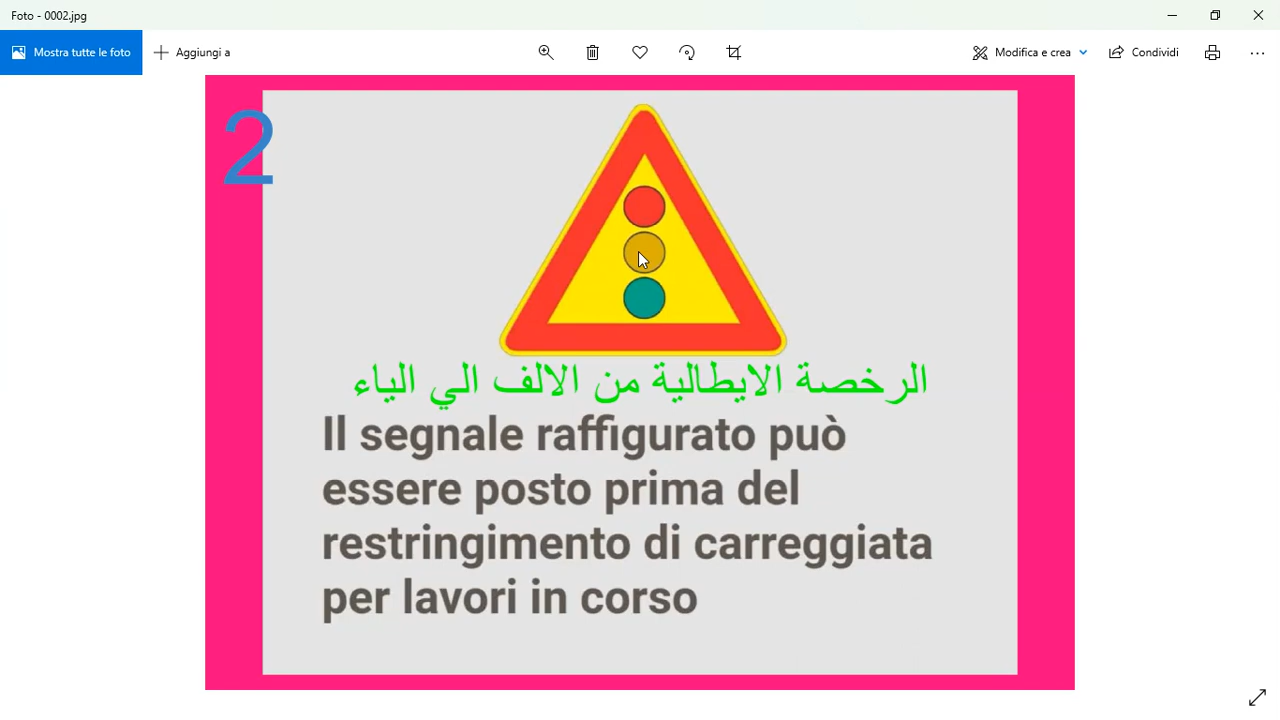 Foto - 0002.jpg
Mostra tutte le foto
Aggiungi a
Modifica e crea
Condividi
2
الرخصة الايطالية من الالف الي الياء
Il segnale raffigurato può
essere posto prima del
restringimento di carreggiata
per lavori in corso